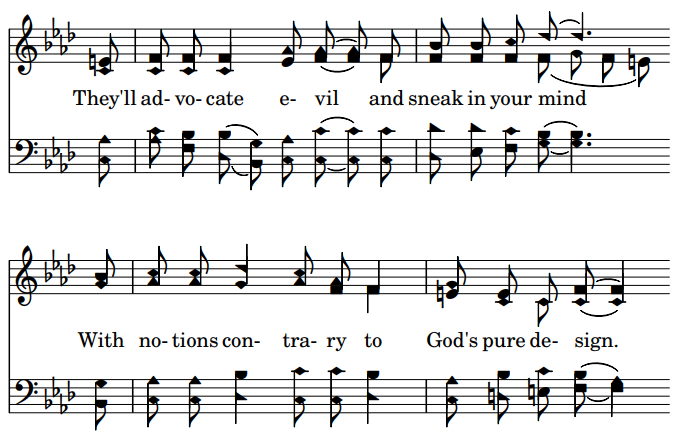 They'll ad- vo- cate e- vil and sneak in your mind
With no- tions con- tra- ry to God's pure de- sign.